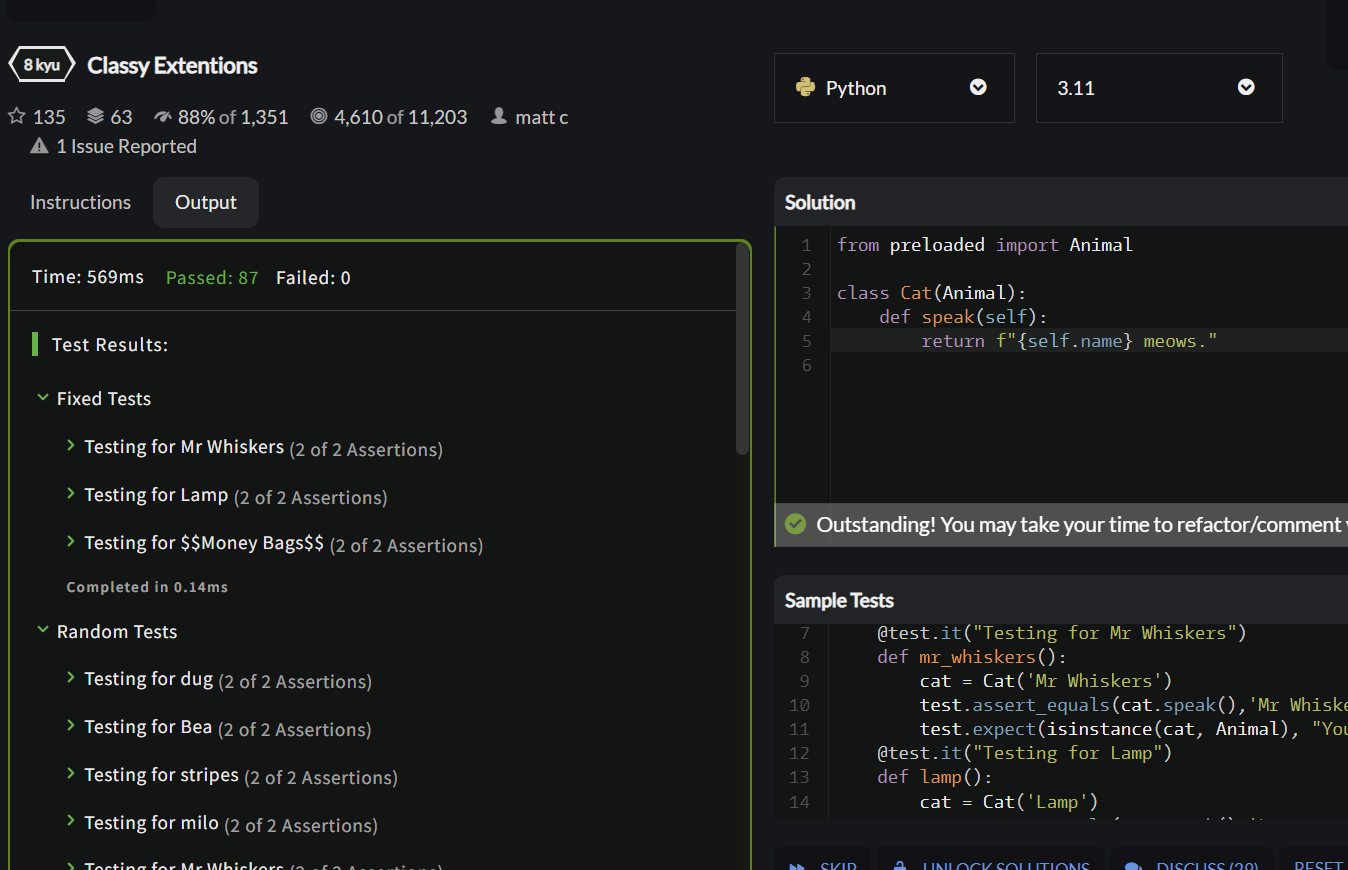 8 kyu Classy Extentions
135 63 88% of 1,351 4,610 of 11,203 matt c
1 Issue Reported
Instructions Output
Time: 569ms Passed: 87 Failed: 0
Test Results:
Fixed Tests
Testing for Mr Whiskers (2 of 2 Assertions)
Testing for Lamp (2 of 2 Assertions)
Testing for $$Money Bags$$ (2 of 2 Assertions)
Completed in 0.14ms
Random Tests
Testing for dug (2 of 2 Assertions)
Testing for Bea (2 of 2 Assertions)
Testing for stripes (2 of 2 Assertions)
Testing for milo (2 of 2 Assertions)
Testing for Mr Whiskers (2 of 2 Assertions)
Python 3.11
Solution
1 from preloaded import Animal
2
3 class Cat(Animal):
4 def speak(self):
5 return f"{self.name} meows."
6
Outstanding! You may take your time to refactor/comment
Sample Tests
7 @test.it("Testing for Mr Whiskers")
8 def mr_whiskers():
9 cat = Cat('Mr Whiskers')
10 test.assert_equals(cat.speak(),'Mr Whiske
11 test.expect(isinstance(cat, Animal), "You
12 @test.it("Testing for Lamp")
13 def lamp():
14 cat = Cat('Lamp')
SKIP UNLOCK SOLUTIONS DISCUSS (29) RESET